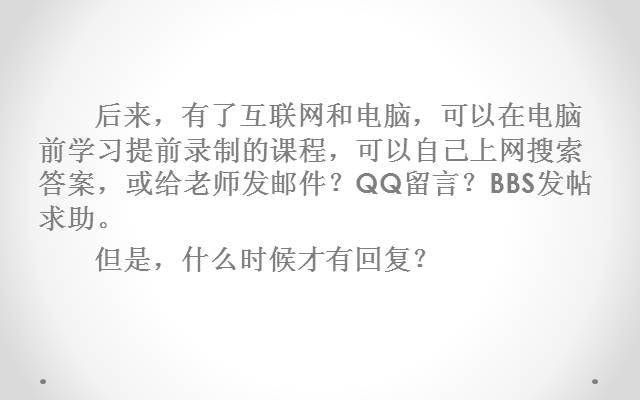 后来，有了互联网和电脑，可以在电脑
前学习提前录制的课程，可以自己上网搜索
答案，或给老师发邮件？QQ留言？BBS发帖
求助。
但是，什么时候才有回复？